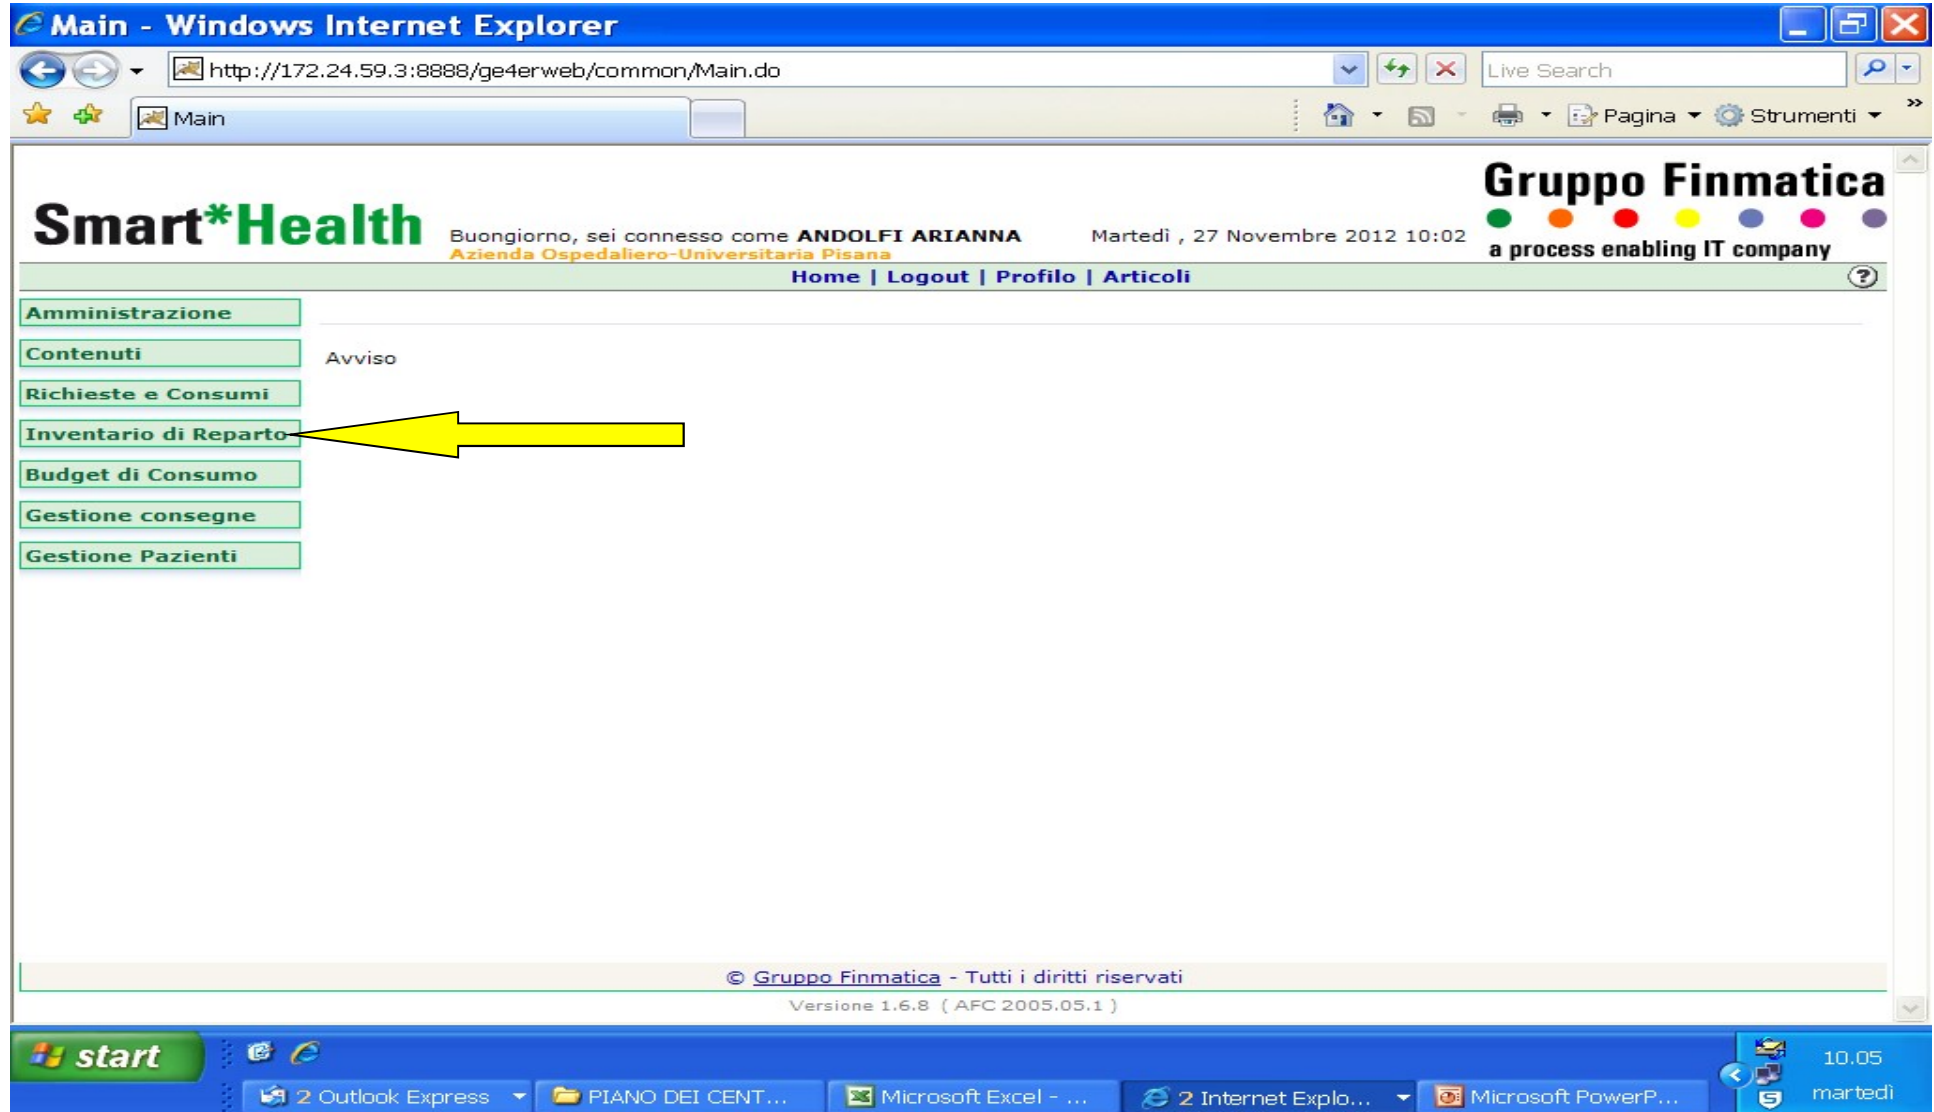 Main - Windows Internet Explorer
http://172.24.59.3:8888/ge4erweb/common/Main.do
Live Search
Main
Pagina
Strumenti
»
Smart*Health
Buongiorno, sei connesso come ANDOLFI ARIANNA
Martedì , 27 Novembre 2012 10:02
Azienda Ospedaliero-Universitaria Pisana
Gruppo Finmatica
a process enabling IT company
Home | Logout | Profilo | Articoli
?
Amministrazione
Contenuti
Avviso
Richieste e Consumi
Inventario di Reparto
Budget di Consumo
Gestione consegne
Gestione Pazienti
© Gruppo Finmatica - Tutti i diritti riservati
Versione 1.6.8 ( AFC 2005.05.1 )
start
10.05
2 Outlook Express
PIANO DEI CENT...
Microsoft Excel - ...
2 Internet Explo...
Microsoft PowerP...
martedì